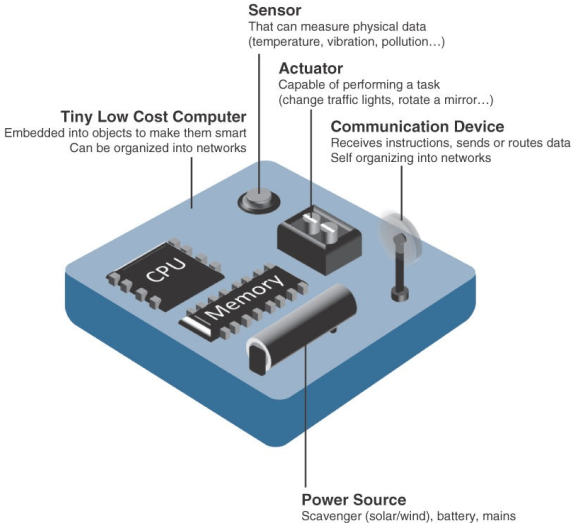 Sensor
That can measure physical data
(temperature, vibration, pollution…)
Actuator
Capable of performing a task
(change traffic lights, rotate a mirror…)
Tiny Low Cost Computer
Embedded into objects to make them smart
Can be organized into networks
Communication Device
Receives instructions, sends or routes data
Self organizing into networks
CPU
Memory
Power Source
Scavenger (solar/wind), battery, mains